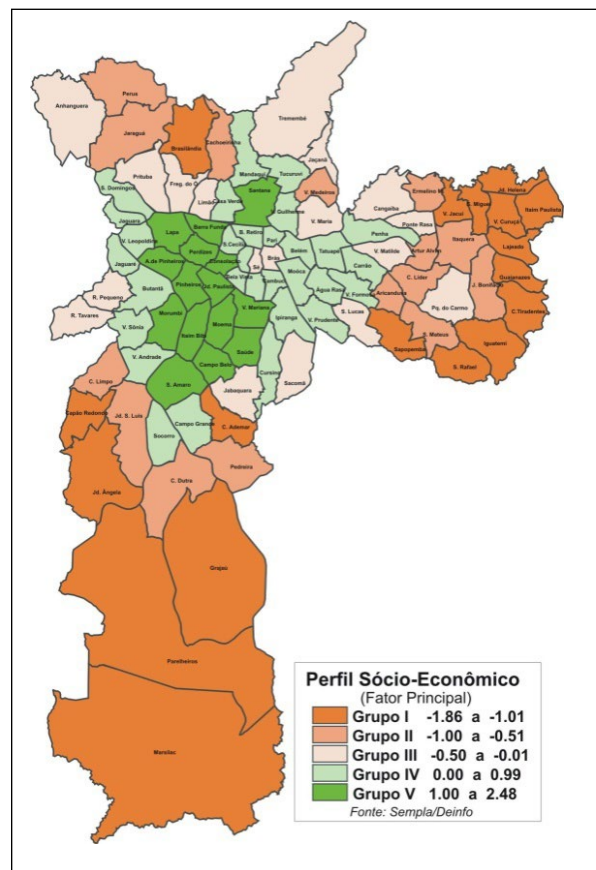 Perus
Anhanguera
Tremembé
Jaraguá
Brasilândia
Cachoeirinha
Jaçanã
Mandaqui
Tucuruvi
Pirituba
Freg. do Ó
V. Medeiros
S. Domingos
Limão
Casa Verde
Santana
V. Guilherme
V. Maria
Cangaíba
Ermelino M.
V. Jacuí
S. Miguel
Jd. Helena
V. Curuçá
Itaim Paulista
Jaguara
Lapa
Barra Funda
Ponte Rasa
Penha
V. Leopoldina
Perdizes
S.Cecília
B. Retiro
Pari
Belém
Tatuapé
V. Matilde
Artur Alvim
Itaquera
Lajeado
Jaguaré
A.de Pinheiros
Consolação
Bela Vista
Sé
Brás
Moóca
Carrão
C. Líder
Guaianazes
R. Pequeno
Butantã
Pinheiros
Jd. Paulista
Cambuci
Água Rasa
V. Formosa
Aricanduva
Pq. do Carmo
J. Bonifácio
R. Tavares
Morumbi
Moema
V. Mariana
Ipiranga
V. Prudente
S. Lucas
C.Tiradentes
V. Sônia
Itaim Bibi
Saúde
Sapopemba
S. Mateus
Iguatemi
V. Andrade
Campo Belo
Cursino
Sacomã
S. Rafael
C. Limpo
S. Amaro
Jabaquara
Capão Redondo
Jd. S. Luis
Socorro
Campo Grande
C. Ademar
Jd. Ângela
C. Dutra
Pedreira
Grajaú
Parelheiros
Marsilac
Perfil Sócio-Econômico
(Fator Principal)
Grupo I -1.86 a -1.01
Grupo II -1.00 a -0.51
Grupo III -0.50 a -0.01
Grupo IV 0.00 a 0.99
Grupo V 1.00 a 2.48
Fonte: Sempla/Deinfo